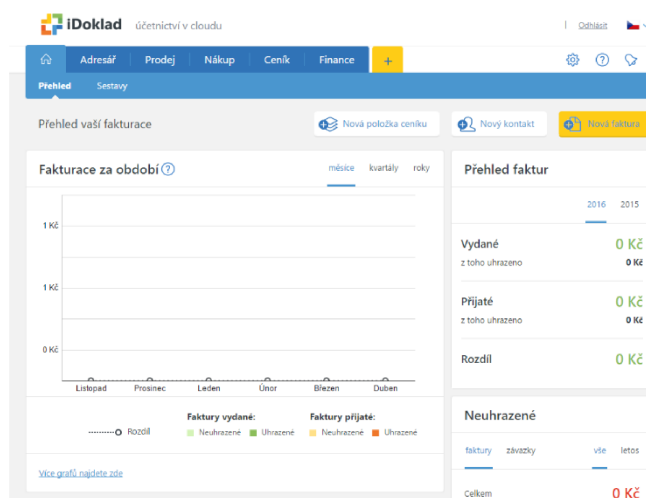 iDoklad účetnictví v cloudu
Odhlásit
Adresář Prodej Nákup Ceník Finance +
Přehled Sestavy
Přehled vaší fakturace
Nová položka ceníku Nový kontakt Nová faktura
Fakturace za období ?
měsíce kvartály roky
1 Kč
1 Kč
0 Kč
Listopad Prosinec Leden Únor Březen Duben
Rozdíl
Faktury vydané: Faktury přijaté:
Neuhrazené Uhrazené Neuhrazené Uhrazené
Více grafů najdete zde
Přehled faktur
2016 2015
Vydané 0 Kč
z toho uhrazeno 0 Kč
Přijaté 0 Kč
z toho uhrazeno 0 Kč
Rozdíl 0 Kč
Neuhrazené
faktury závazky vše letos
Celkem 0 Kč